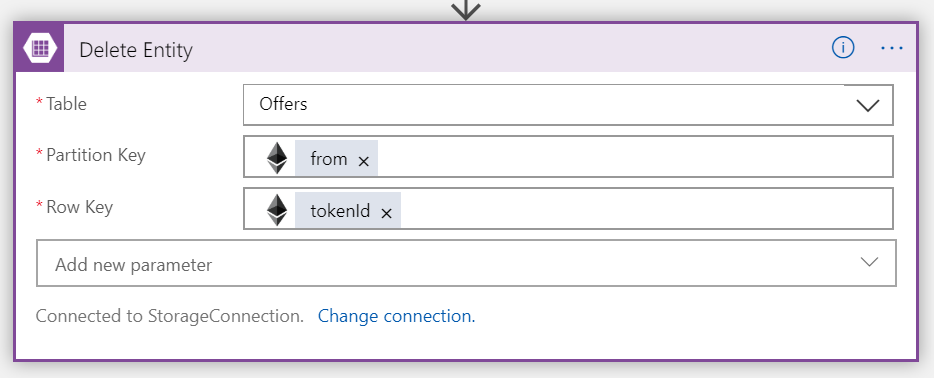 Delete Entity
* Table
Offers
* Partition Key
from ×
* Row Key
tokenId ×
Add new parameter
Connected to StorageConnection. Change connection.